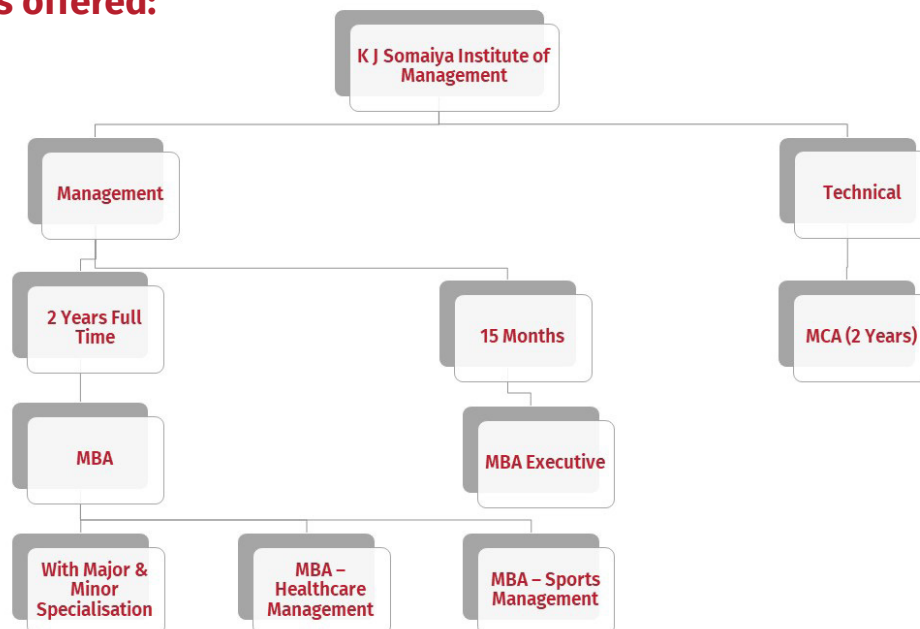 s offered:
K J Somaiya Institute of
Management
Management
Technical
2 Years Full
Time
15 Months
MCA (2 Years)
MBA
MBA Executive
With Major &
Minor
Specialisation
MBA –
Healthcare
Management
MBA – Sports
Management